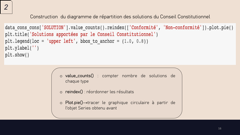 2
Construction du diagramme de répartition des solutions du Conseil Constitutionnel
data_cons_cons['SOLUTION'].value_counts().reindex(['Conformité', 'Non-conformité']).plot.pie()
plt.title('Solutions apportées par le Conseil Constitutionnel')
plt.legend(loc = 'upper left', bbox_to_anchor = (1.0, 0.8))
plt.ylabel('')
plt.show()
value_counts() : compter nombre de solutions de chaque type
reindex() : réordonner les résultats
Plot.pie():«tracer le graphique circulaire à partir de l'objet Series obtenu avant